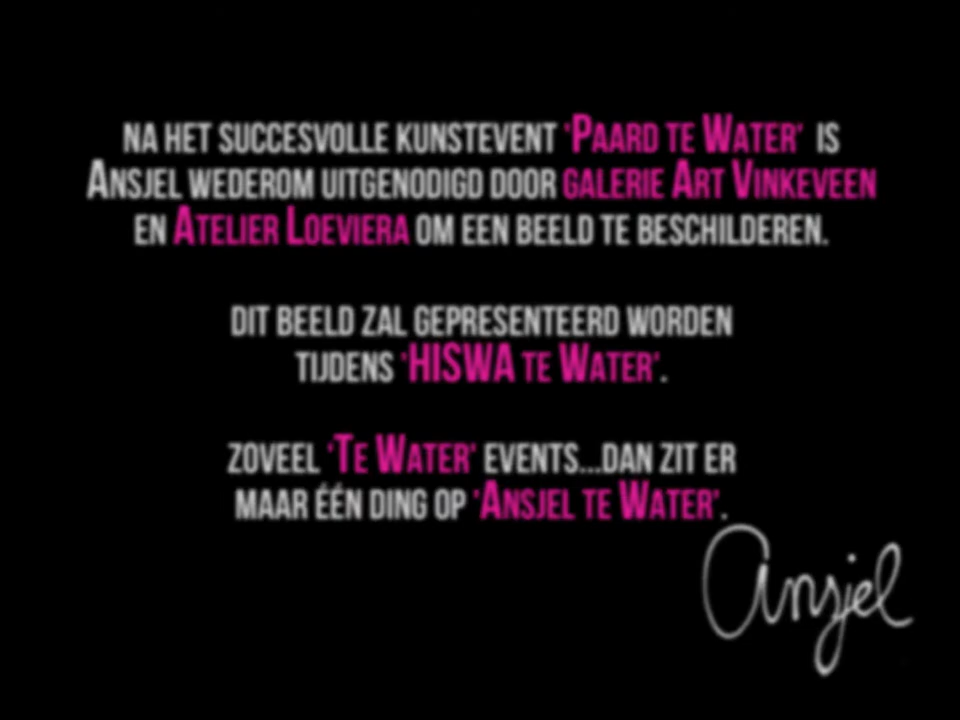 NA HET SUCCESVOLLE KUNSTEVENT 'PAARD TE WATER' IS
ANSJEL WEDEROM UITGENODIGD DOOR GALERIE ART VINKEVEEN
EN ATELIER LOEVIERA OM EEN BEELD TE BESCHILDEREN.
DIT BEELD ZAL GEPRESENTEERD WORDEN
TIJDENS 'HISWA TE WATER'.
ZOVEEL 'TE WATER' EVENTS...DAN ZIT ER
MAAR ÉÉN DING OP 'ANSJEL TE WATER'.
Ansjel